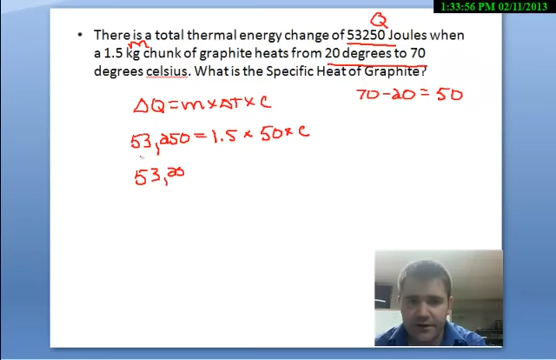 1:33:56 PM 02/11/2013
Q
• There is a total thermal energy change of 53250 Joules when
m
a 1.5 kg chunk of graphite heats from 20 degrees to 70
degrees celsius. What is the Specific Heat of Graphite?
70-20=50
ΔQ=m×ΔT×C
53,250=1.5×50×C
53,25